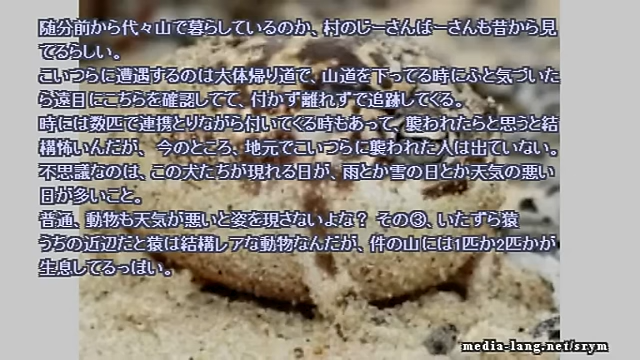 随分前から代々山で暮らしているのか、村のじーさんばーさんも昔から見
てるらしい。
こいつらに遭遇するのは大体帰り道で、山道を下ってる時にふと気づいた
ら遠目にこちらを確認してて、付かず離れずで追跡してくる。
時には数匹で連携とりながら付いてくる時もあって、襲われたらと思うと結
構怖いんだが、 今のところ、地元でこいつらに襲われた人は出ていない。
不思議なのは、この犬たちが現れる日が、雨とか雪の日とか天気の悪い
日が多いこと。
普通、動物も天気が悪いと姿を現さないよな？ その③、いたずら猿
うちの近辺だと猿は結構レアな動物なんだが、件の山には1匹か2匹かが
生息してるっぽい。
media-lang.net/srym